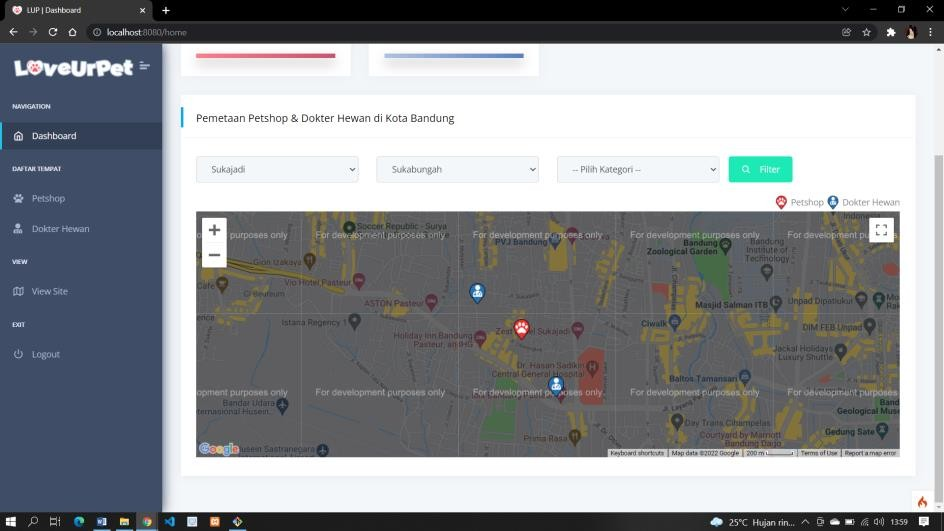 LUP | Dashboard
localhost:8080/home
LoveUrPet
NAVIGATION
Dashboard
DAFTAR TEMPAT
Petshop
Dokter Hewan
VIEW
View Site
EXIT
Logout
Pemetaan Petshop & Dokter Hewan di Kota Bandung
Sukajadi
Sukabungah
-- Pilih Kategori --
Filter
Petshop
Dokter Hewan
Indonesia
Soccer Republic - Surya
purposes only
For development purposes only
For development purposes only
For development purposes only
For development
PVJ Bandung
Bandung
Zoological Garden
Bandung
Institute of
Technology
Gion Izakaya
Vio Hotel Pasteur
Cafe
Ci Beureum
ASTON Pasteur
Masjid Salman ITB
Unpad Dipatiukur
Istana Regency 1
Ciwalk
DIM FEB Unpad
Zest
Sukajadi
Holiday Inn Bandung
Pasteur, an IHG
Jackal Holidays
Luxury Shuttle
Dr. Hasan Sadikin
Central General Hospital
Baltos Tamansari
opment purposes only
For development purposes only
For development purposes only
For development purposes only
For development
Bandar Udara
Internasional Husein
Geological Mus
Day Trans Cihampelas
Gedung Sate
Courtyard by Marriott
Bandung Dago
Prima Rasa
Google
Museum Sastranegara
Keyboard shortcuts
Map data ©2022 Google
200 m
Terms of Use
Report a map error
25°C Hujan rin...
13:59